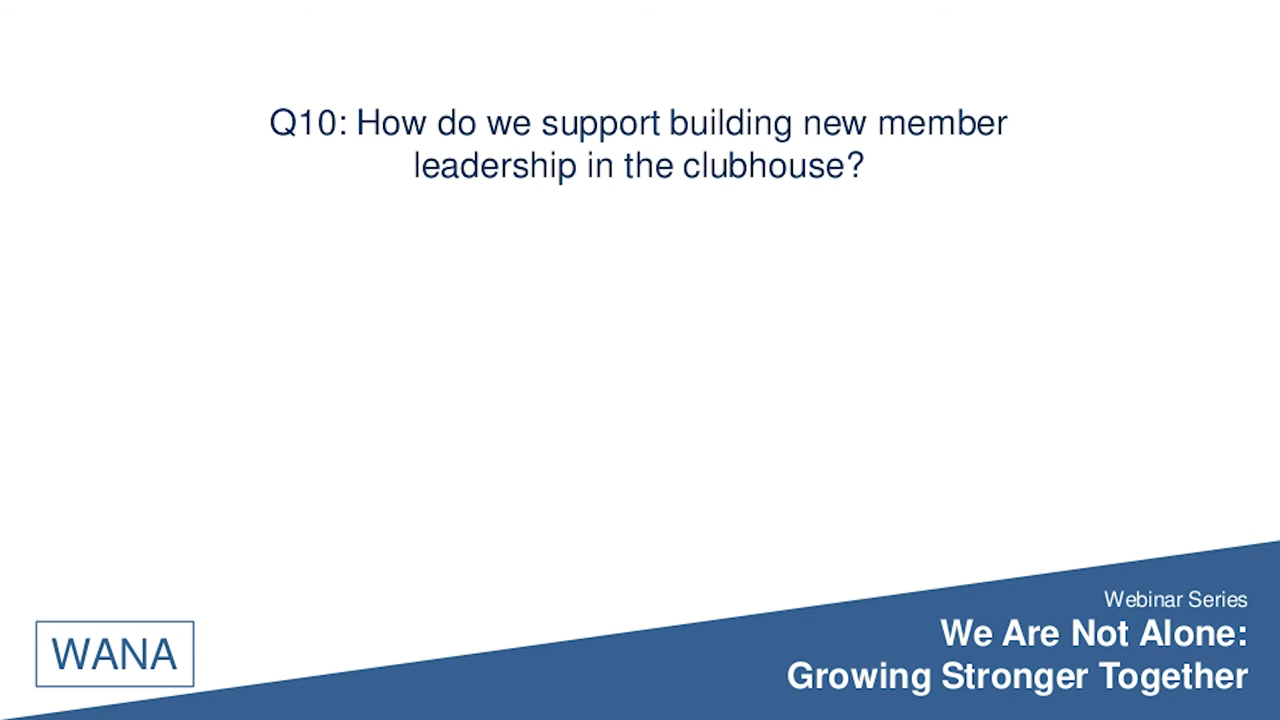 Q10: How do we support building new member
leadership in the clubhouse?
Webinar Series
We Are Not Alone:
Growing Stronger Together
WANA